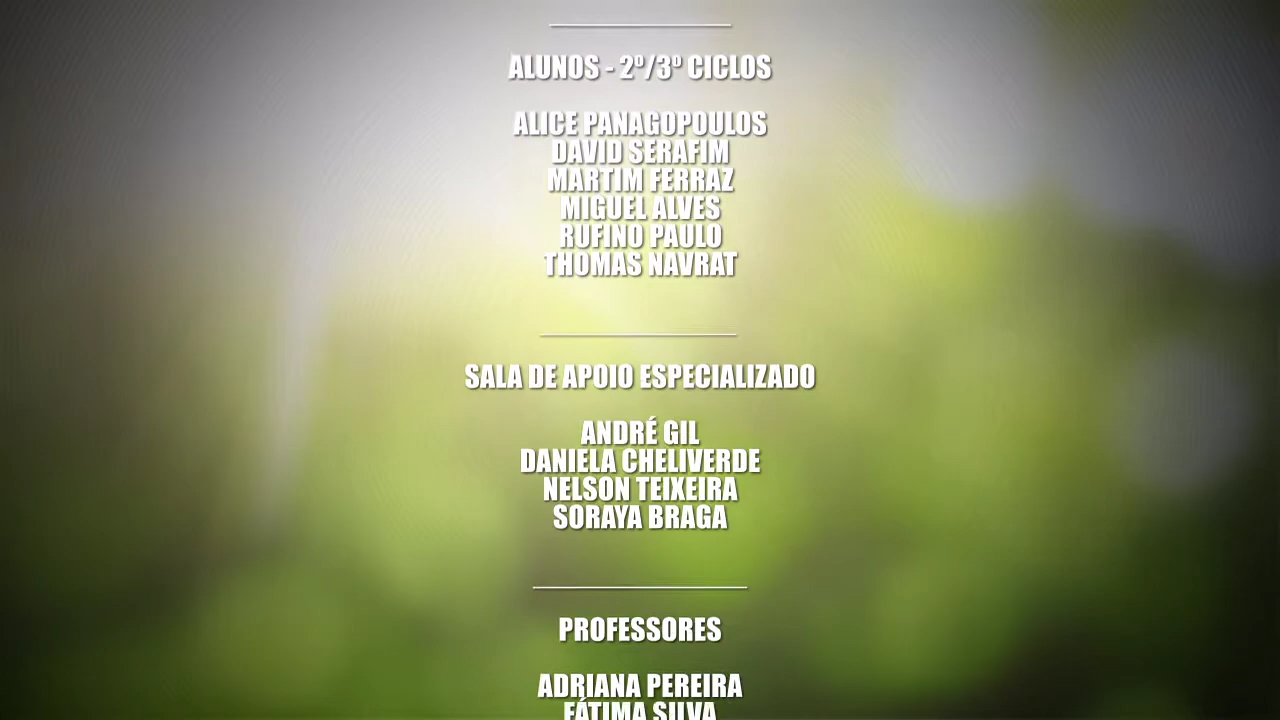 ALUNOS - 2º/3º CICLOS
ALICE PANAGOPOULOS
DAVID SERAFIM
MARTIM FERRAZ
MIGUEL ALVES
RUFINO PAULO
THOMAS NAVRAT
SALA DE APOIO ESPECIALIZADO
ANDRÉ GIL
DANIELA CHELIVERDE
NELSON TEIXEIRA
SORAYA BRAGA
PROFESSORES
ADRIANA PEREIRA
FÁTIMA SILVA